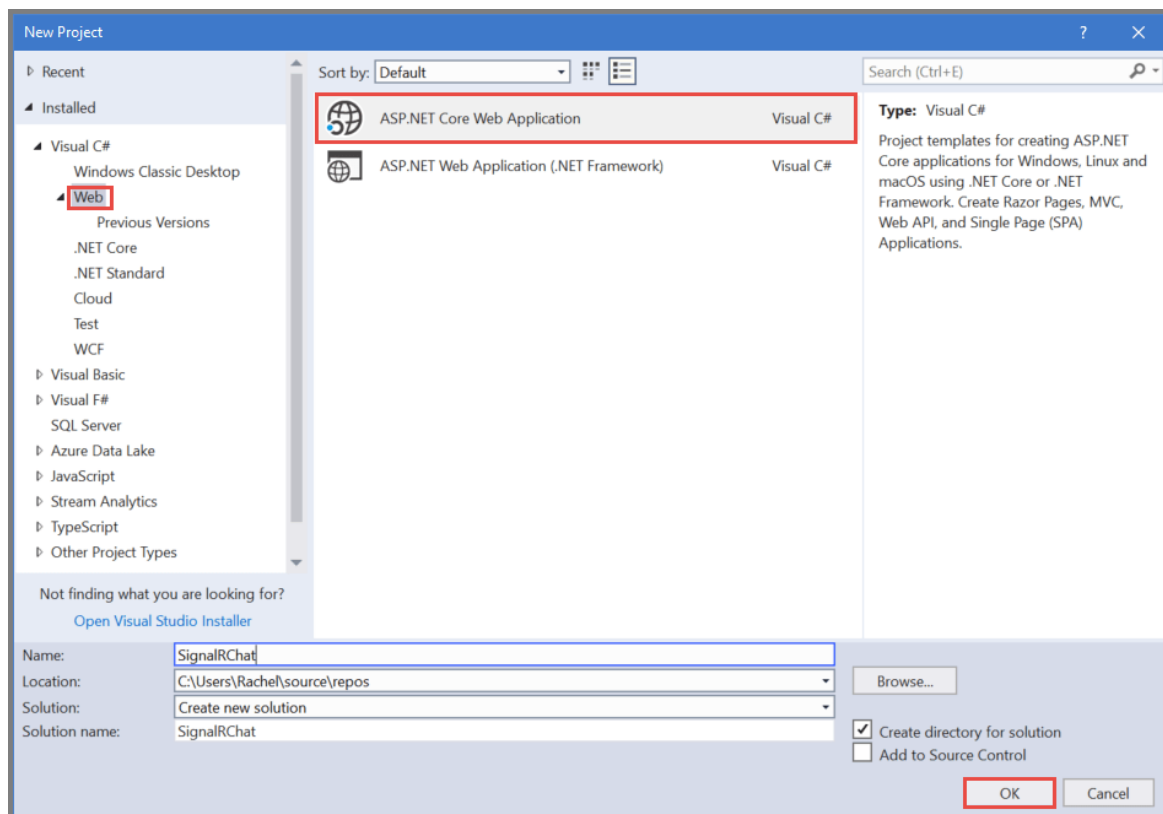 New Project
?
Recent
Installed
Visual C#
Windows Classic Desktop
Web
Previous Versions
.NET Core
.NET Standard
Cloud
Test
WCF
Visual Basic
Visual F#
SQL Server
Azure Data Lake
JavaScript
Stream Analytics
TypeScript
Other Project Types
Not finding what you are looking for?
Open Visual Studio Installer
Sort by: Default
ASP.NET Core Web Application Visual C#
ASP.NET Web Application (.NET Framework) Visual C#
Search (Ctrl+E)
Type: Visual C#
Project templates for creating ASP.NET
Core applications for Windows, Linux and
macOS using .NET Core or .NET
Framework. Create Razor Pages, MVC,
Web API, and Single Page (SPA)
Applications.
Name: SignalRChat
Location: C:\Users\Rachel\source\repos
Browse...
Solution: Create new solution
Solution name: SignalRChat
Create directory for solution
Add to Source Control
OK
Cancel